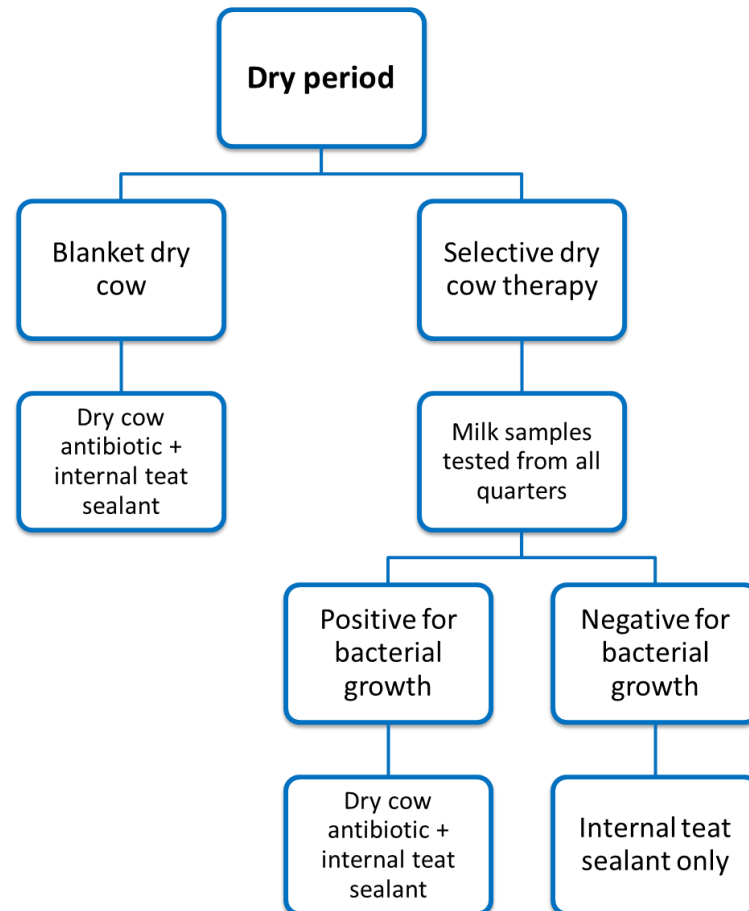 Dry period
Blanket dry
cow
Selective dry
cow therapy
Dry cow
antibiotic +
internal teat
sealant
Milk samples
tested from all
quarters
Positive for
bacterial
growth
Negative for
bacterial
growth
Dry cow
antibiotic +
internal teat
sealant
Internal teat
sealant only